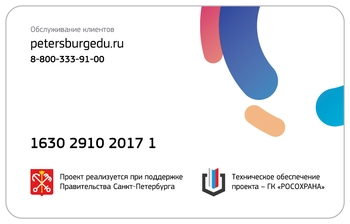 Обслуживание клиентов
petersburgedu.ru
8-800-333-91-00
1630 2910 2017 1
Проект реализуется при поддержке
Правительства Санкт-Петербурга
Техническое обеспечение
проекта – ГК «РОСОХРАНА»